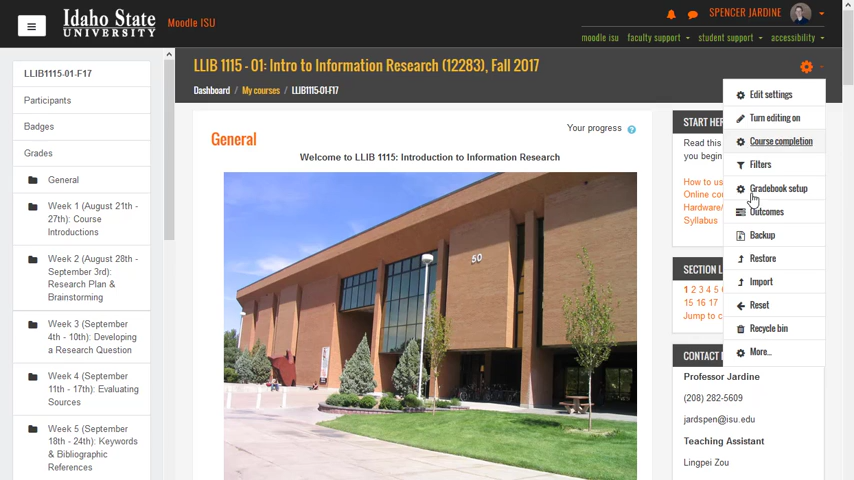 Idaho State
UNIVERSITY
Moodle ISU
SPENCER JARDINE
moodle isu faculty support student support accessibility
LLIB 1115 - 01: Intro to Information Research (12283), Fall 2017
Dashboard / My courses / LLIB1115-01-F17
LLIB1115-01-F17
Participants
Badges
Grades
General
Week 1 (August 21th -
27th): Course
Introductions
Week 2 (August 28th -
September 3rd):
Research Plan &
Brainstorming
Week 3 (September
4th - 10th): Developing
a Research Question
Week 4 (September
11th - 17th): Evaluating
Sources
Week 5 (September
18th - 24th): Keywords
& Bibliographic
References
General
Your progress
Welcome to LLIB 1115: Introduction to Information Research
50
START HER
Read this
you begin
How to us
Online cou
Hardware/
Syllabus
SECTION L
1 2 3 4 5 6
15 16 17
Jump to c
CONTACT
Professor Jardine
(208) 282-5609
jardspen@isu.edu
Teaching Assistant
Lingpei Zou
Edit settings
Turn editing on
Course completion
Filters
Gradebook setup
Outcomes
Backup
Restore
Import
Reset
Recycle bin
More...